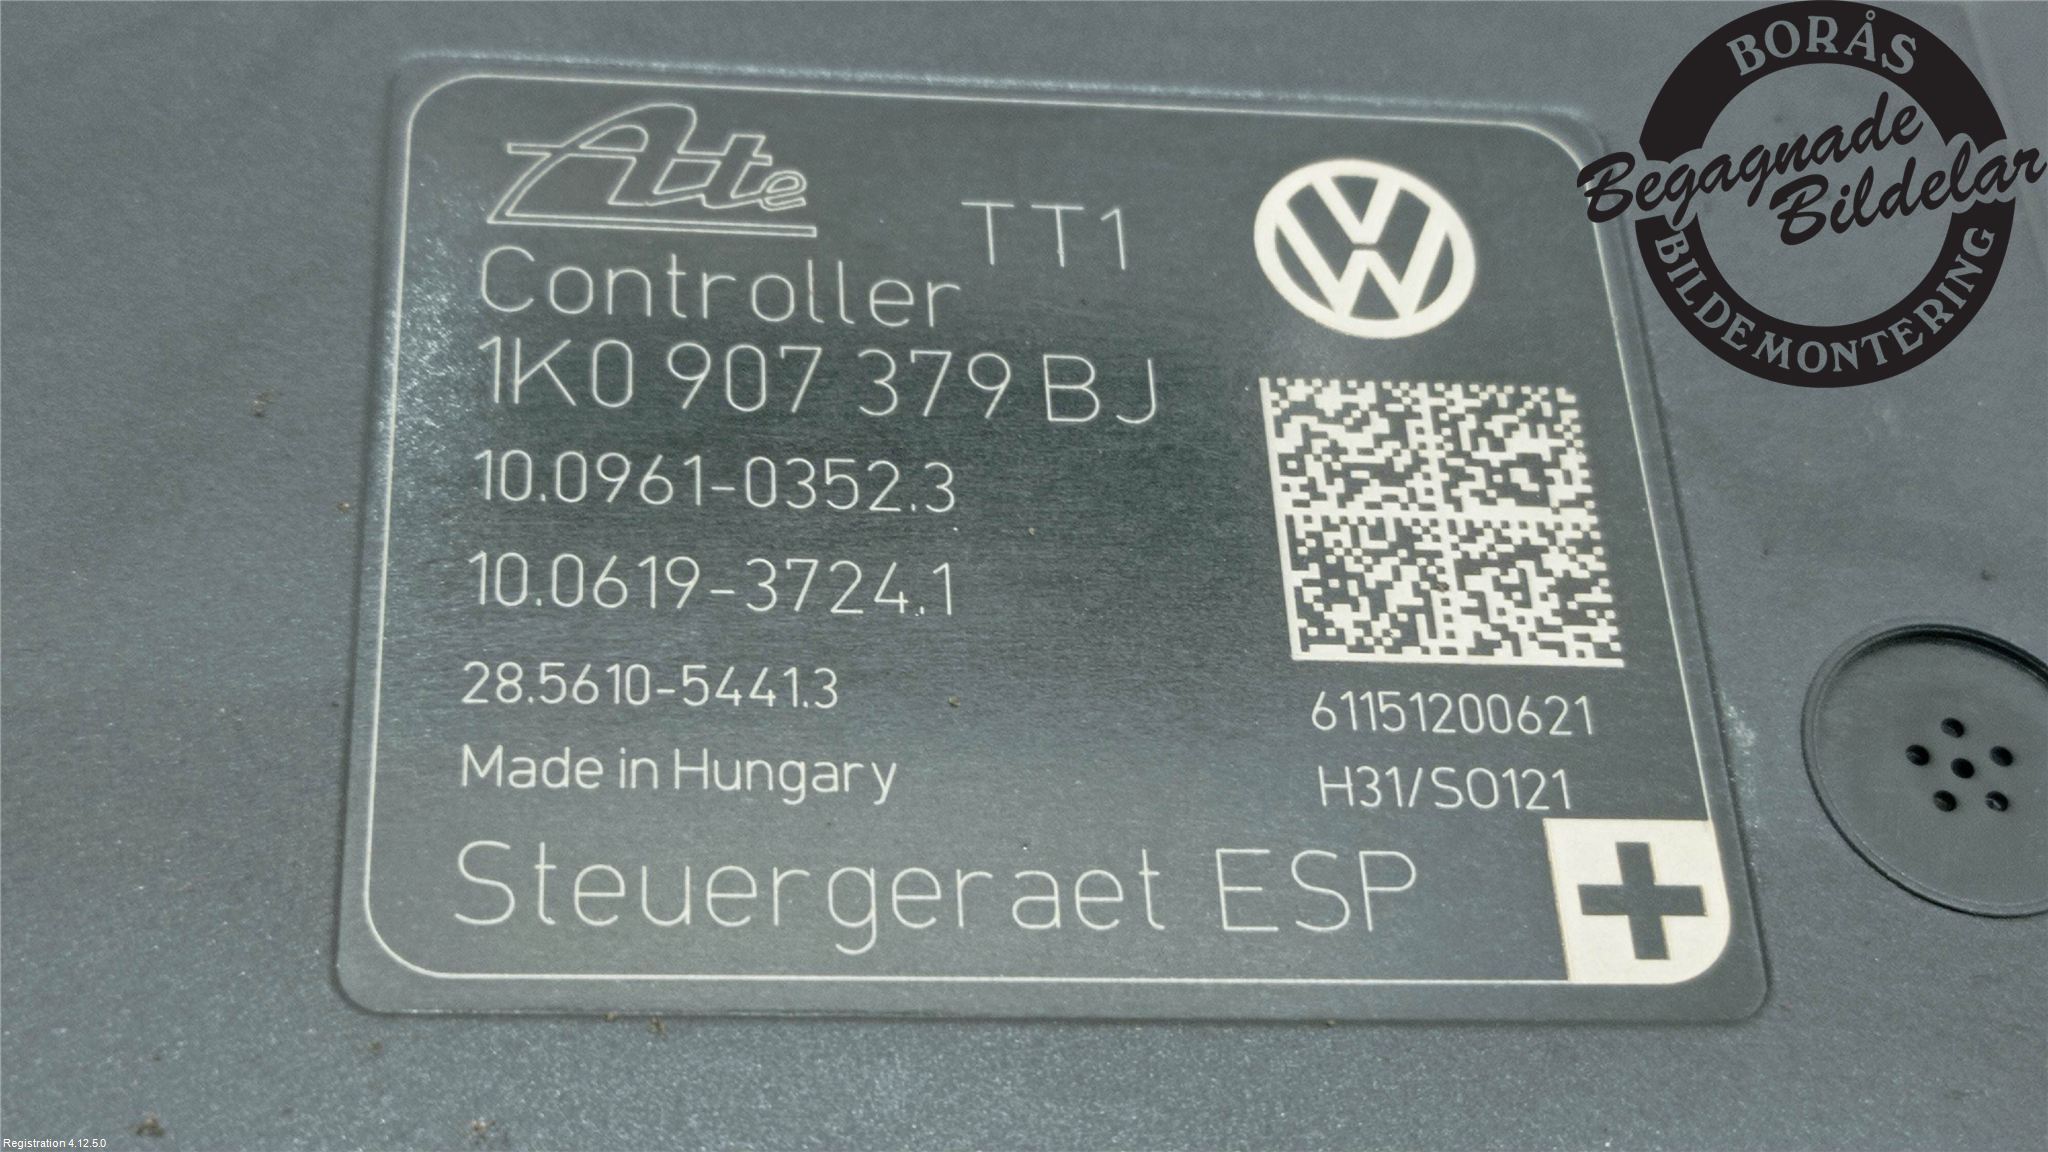 Ate
TT1
Controller
1K0 907 379 BJ
10.0961-0352.3
10.0619-3724.1
28.5610-5441.3
Made in Hungary
Steuergeraet ESP
61151200621
H31/SO121
BORÅS
Begagnade
Bildelar
BILDEMONTERING
Registration 4.12.5.0